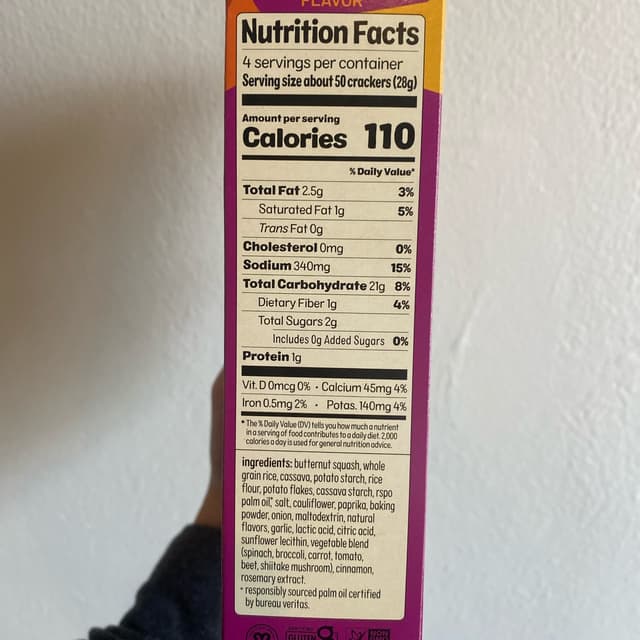 FLAVOR
Nutrition Facts
4 servings per container
Serving size about 50 crackers (28g)
Amount per serving
Calories 110
% Daily Value*
Total Fat 2.5g 3%
Saturated Fat 1g 5%
Trans Fat 0g
Cholesterol 0mg 0%
Sodium 340mg 15%
Total Carbohydrate 21g 8%
Dietary Fiber 1g 4%
Total Sugars 2g
Includes 0g Added Sugars 0%
Protein 1g
Vit. D 0mcg 0% • Calcium 45mg 4%
Iron 0.5mg 2% • Potas. 140mg 4%
* The % Daily Value (DV) tells you how much a nutrient
in a serving of food contributes to a daily diet. 2,000
calories a day is used for general nutrition advice.
ingredients: butternut squash, whole
grain rice, cassava, potato starch, rice
flour, potato flakes, cassava starch, rspo
palm oil*, salt, cauliflower, paprika, baking
powder, onion, maltodextrin, natural
flavors, garlic, lactic acid, citric acid,
sunflower lecithin, vegetable blend
(spinach, broccoli, carrot, tomato,
beet, shiitake mushroom), cinnamon,
rosemary extract.
* responsibly sourced palm oil certified
by bureau veritas.